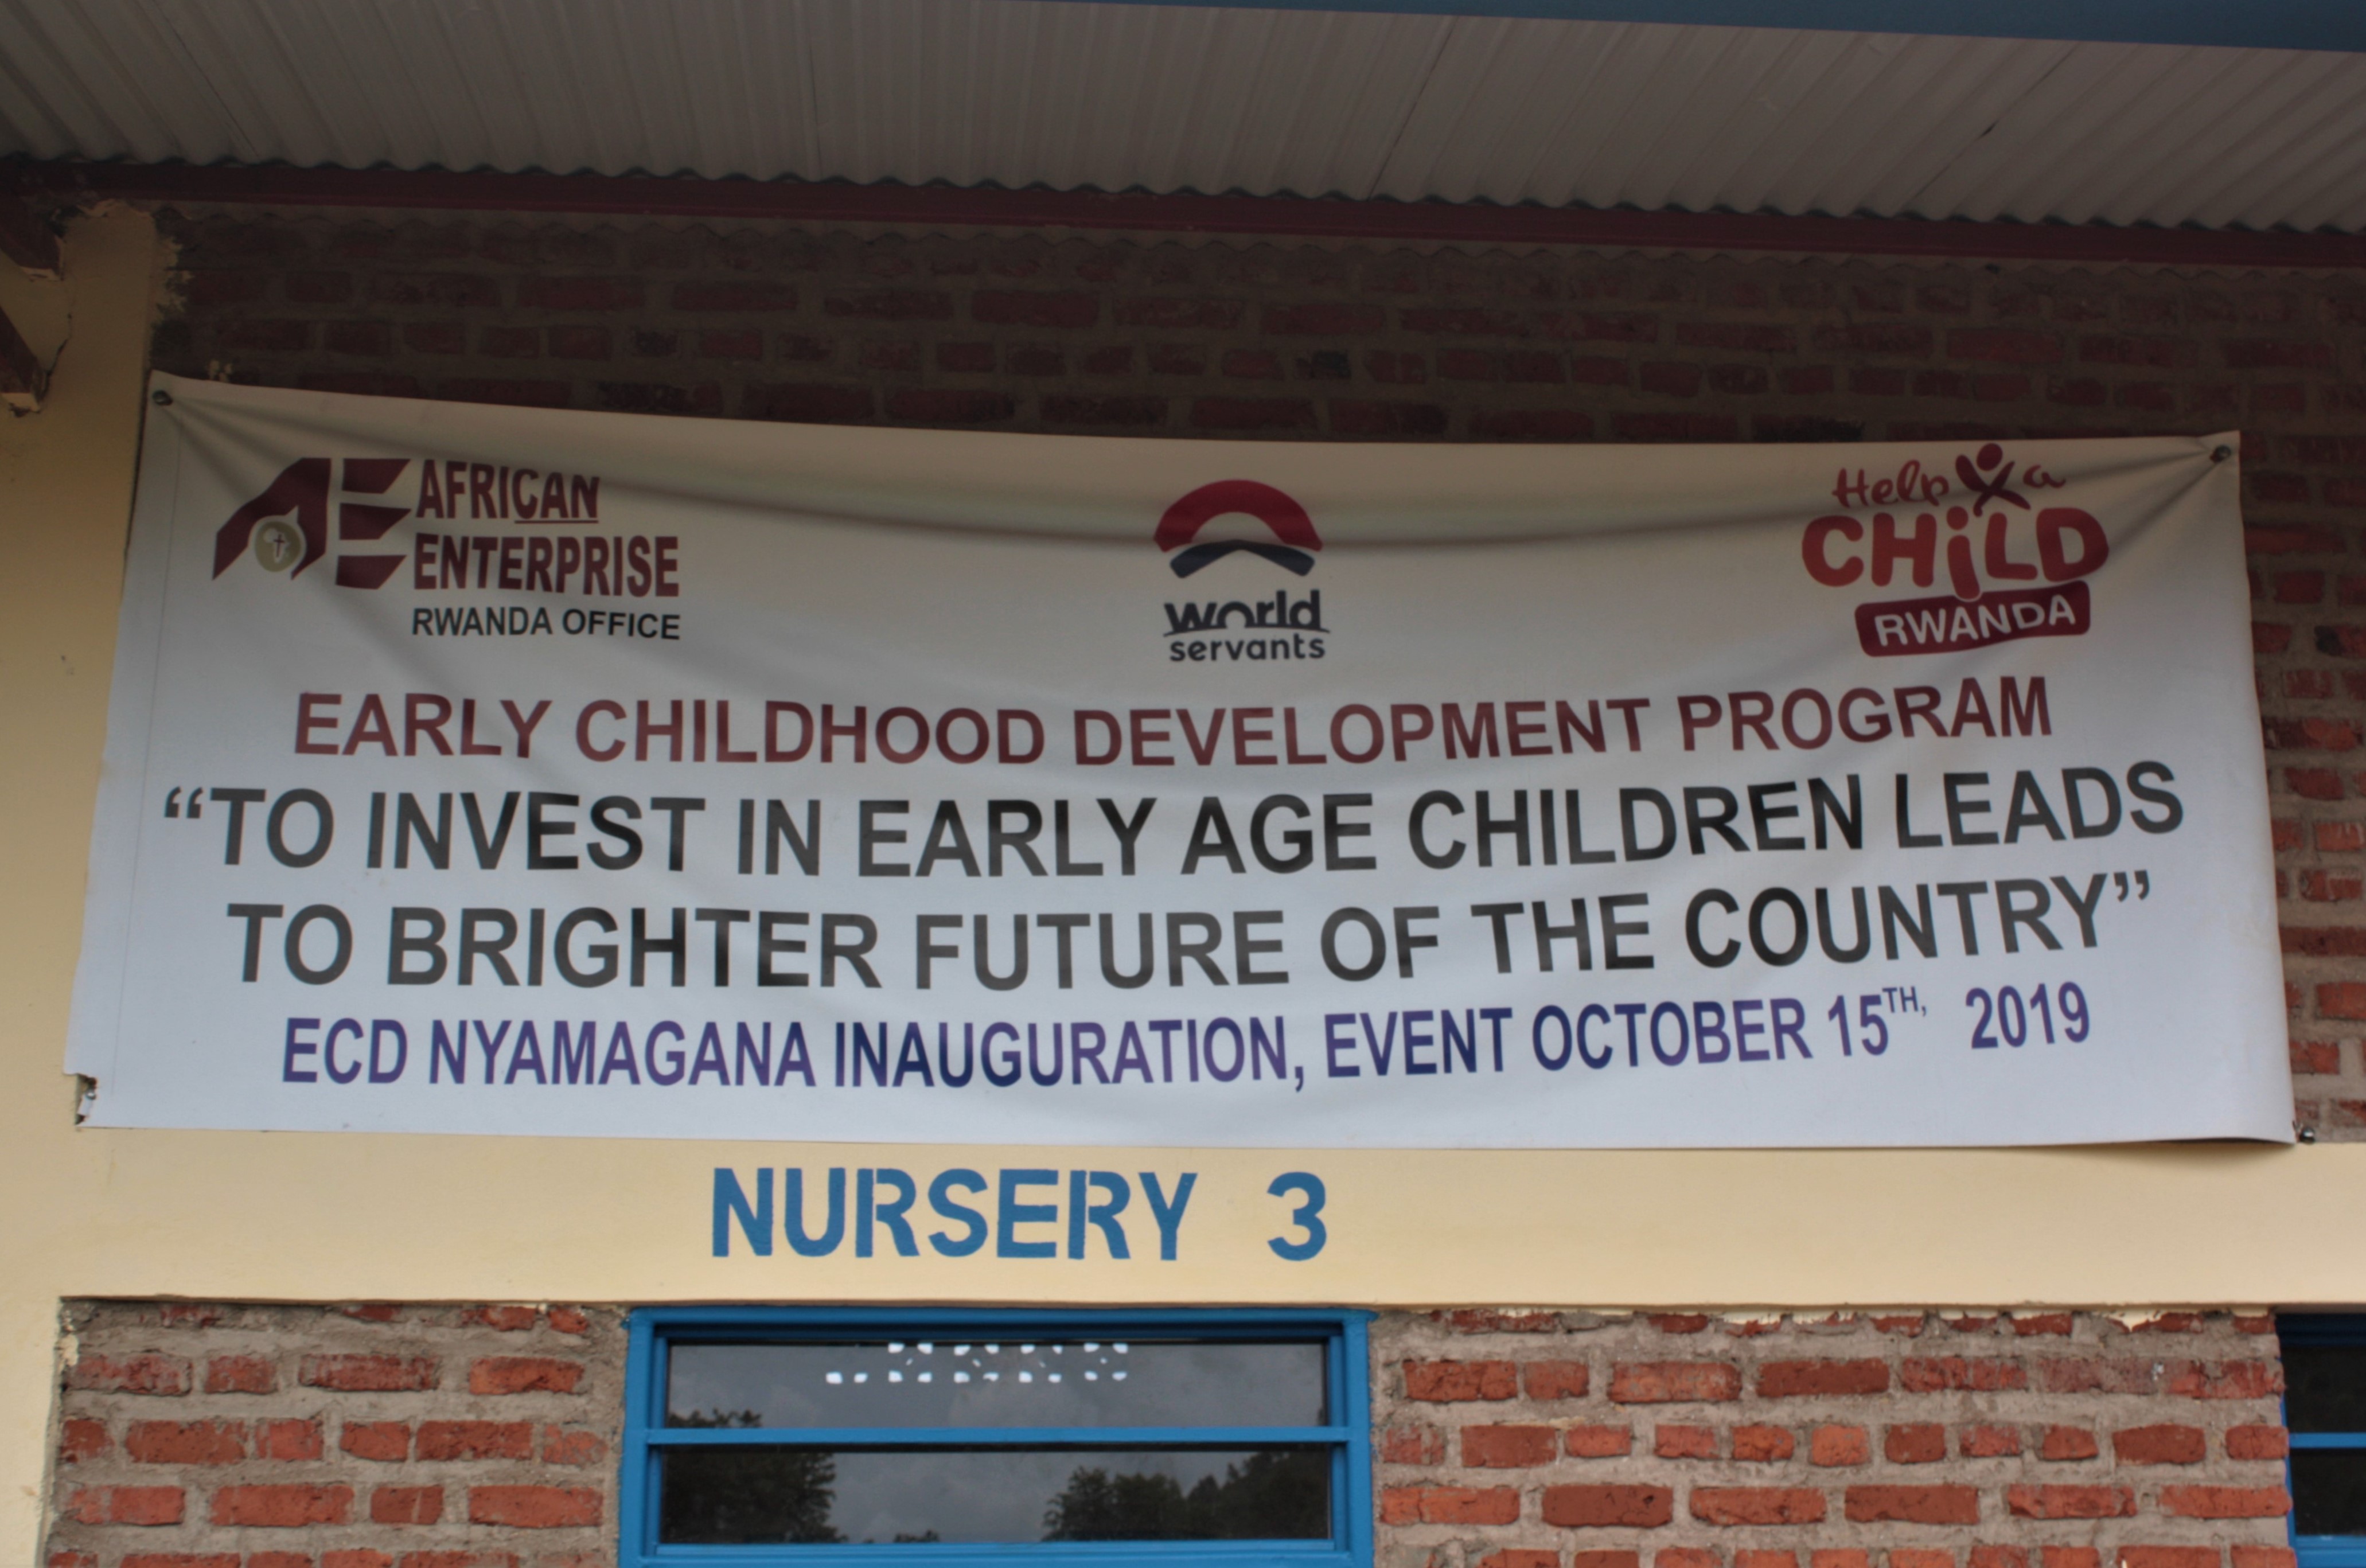 AFRICAN
ENTERPRISE
RWANDA OFFICE
world
servants
Help a
CHiLD
RWANDA
EARLY CHILDHOOD DEVELOPMENT PROGRAM
“TO INVEST IN EARLY AGE CHILDREN LEADS
TO BRIGHTER FUTURE OF THE COUNTRY”
ECD NYAMAGANA INAUGURATION, EVENT OCTOBER 15TH, 2019
NURSERY 3